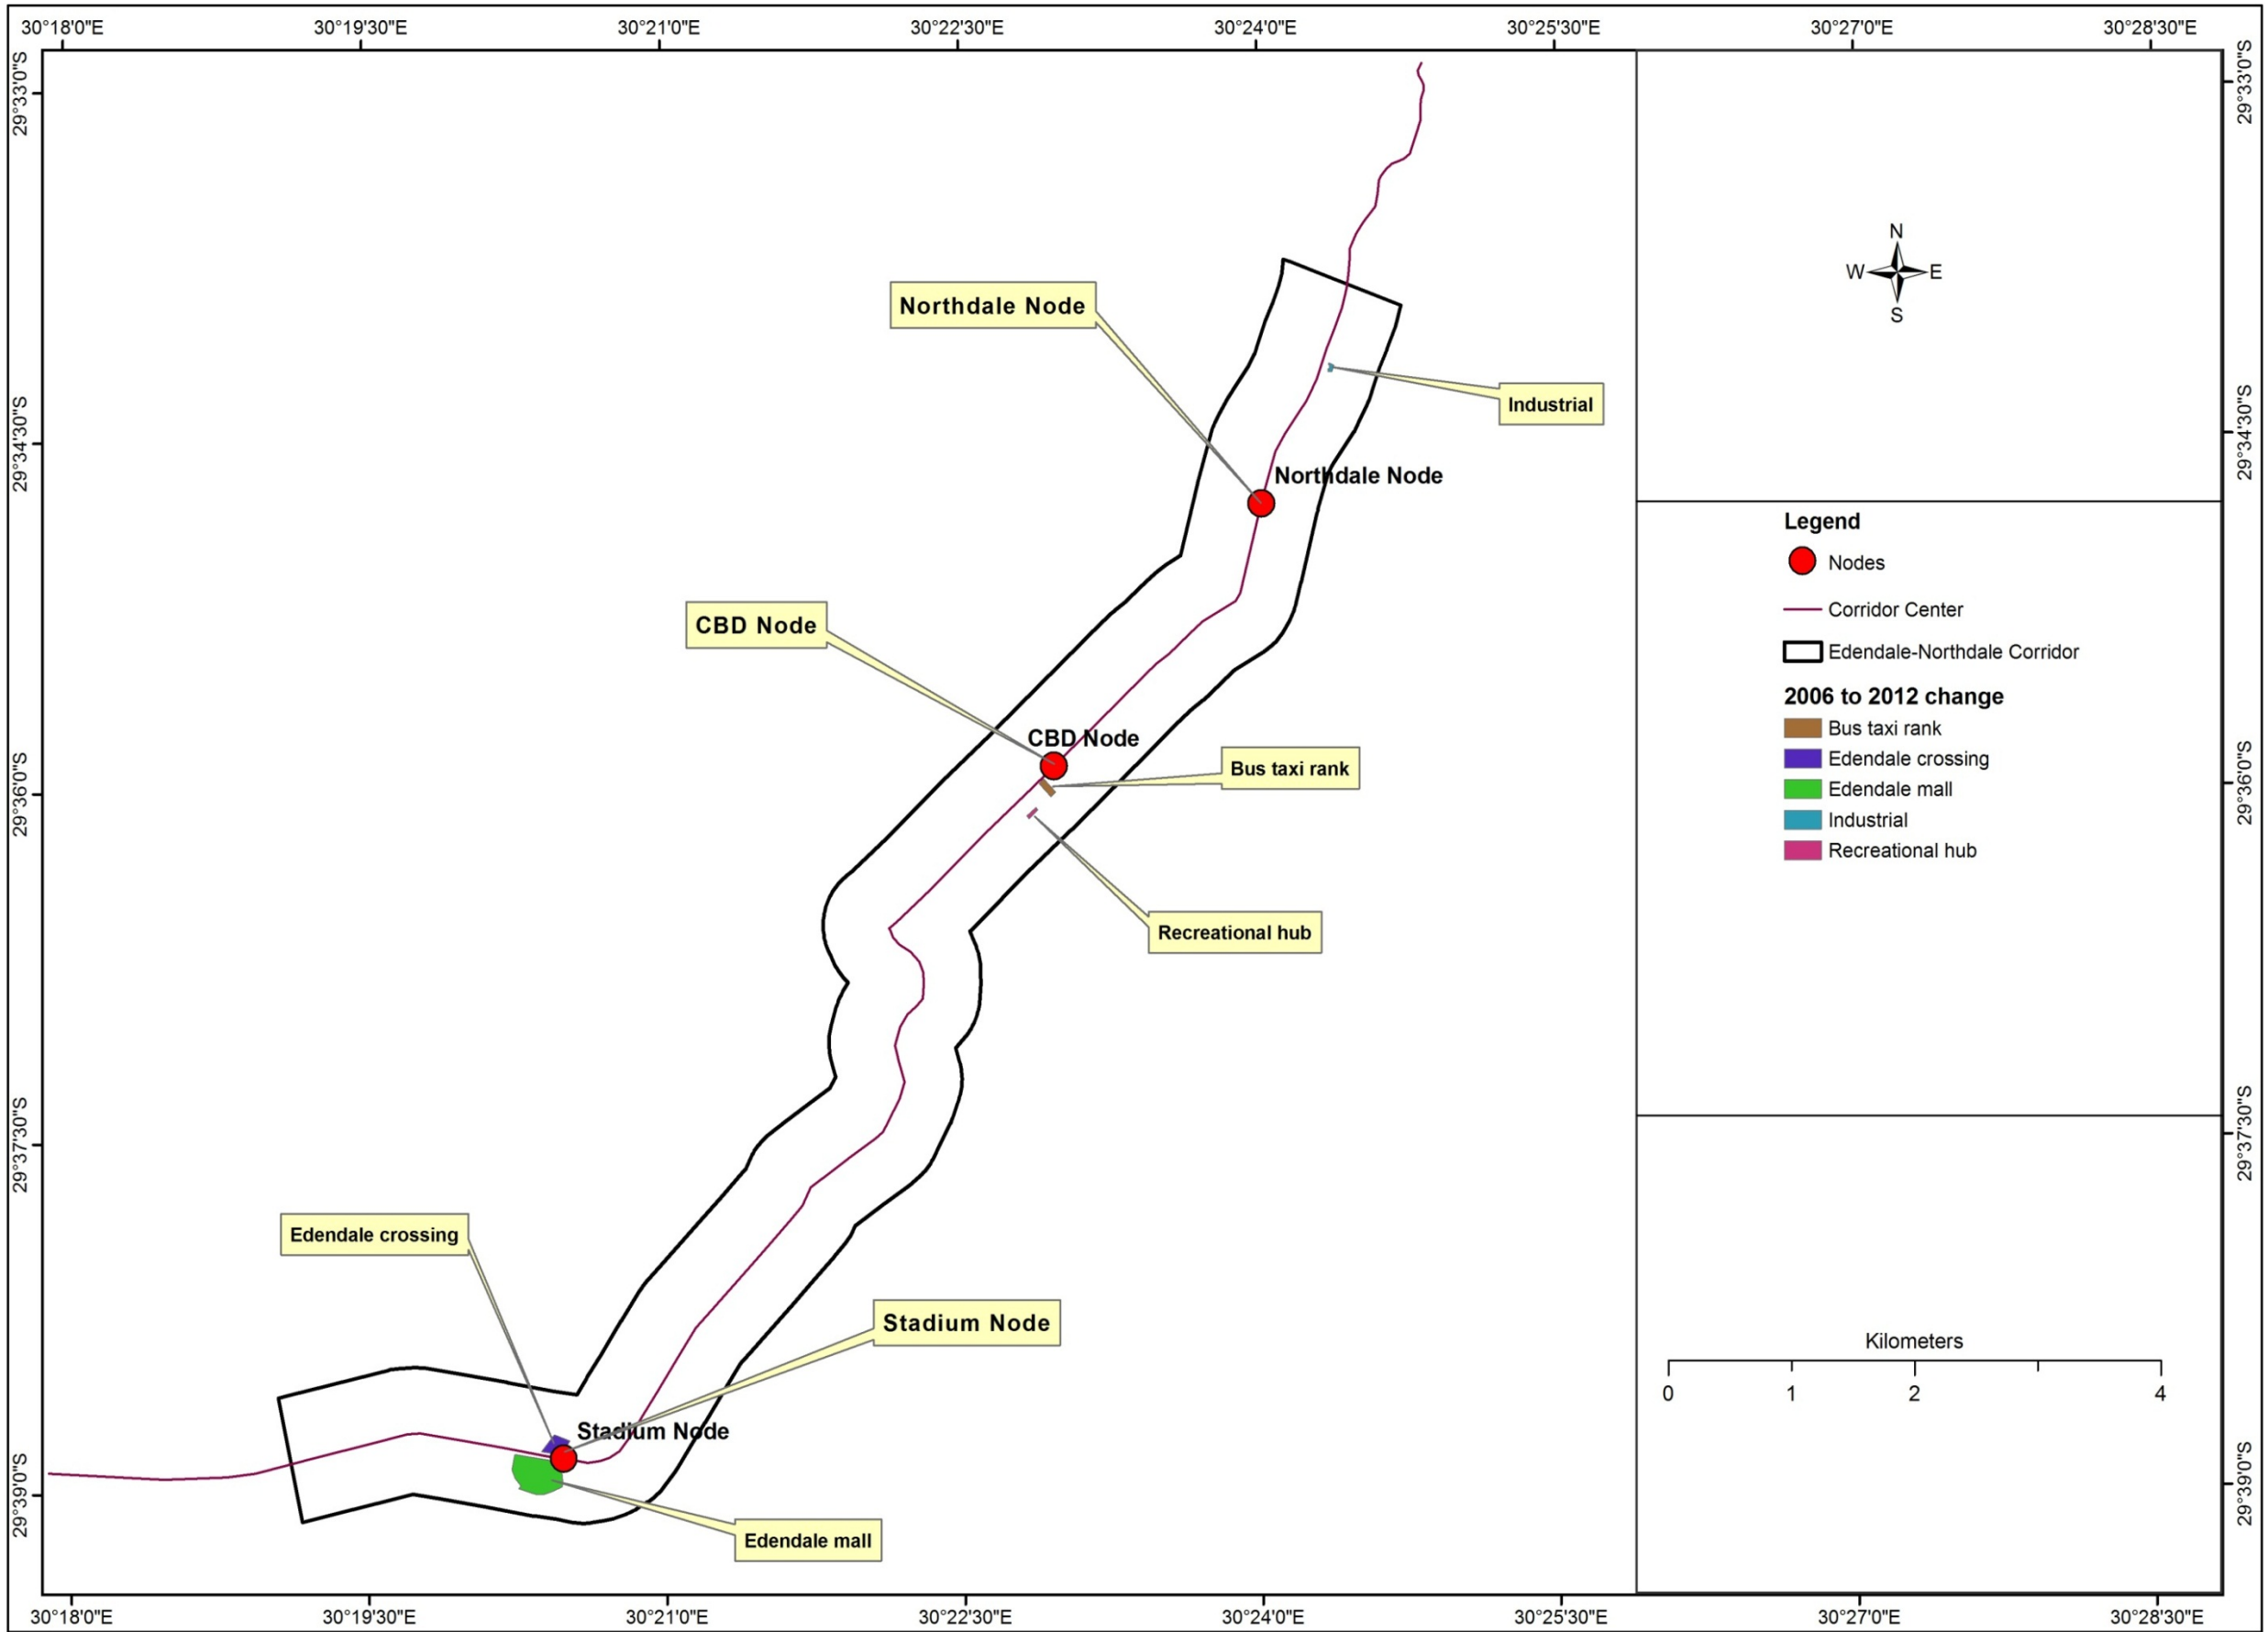 30°18'0"E 30°19'30"E 30°21'0"E 30°22'30"E 30°24'0"E 30°25'30"E 30°27'0"E 30°28'30"E
29°33'0"S
29°34'30"S
29°36'0"S
29°37'30"S
29°39'0"S
Northdale Node
Industrial
Northdale Node
CBD Node
CBD Node
Bus taxi rank
Recreational hub
Edendale crossing
Stadium Node
Stadium Node
Edendale mall
N
W E
S
Legend
Nodes
Corridor Center
Edendale-Northdale Corridor
2006 to 2012 change
Bus taxi rank
Edendale crossing
Edendale mall
Industrial
Recreational hub
Kilometers
0 1 2 4
29°33'0"S
29°34'30"S
29°36'0"S
29°37'30"S
29°39'0"S
30°18'0"E 30°19'30"E 30°21'0"E 30°22'30"E 30°24'0"E 30°25'30"E 30°27'0"E 30°28'30"E